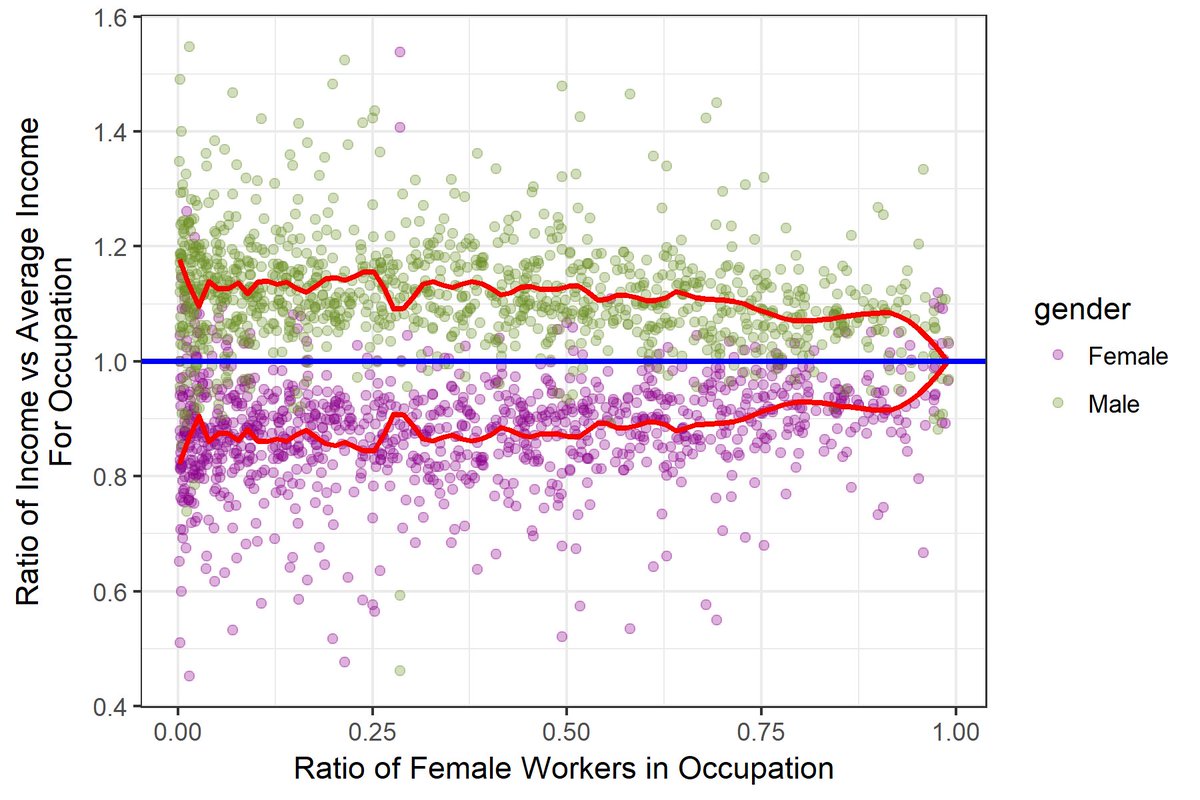 Ratio of Income vs Average Income
For Occupation
1.6
1.4
1.2
1.0
0.8
0.6
0.4
0.00 0.25 0.50 0.75 1.00
Ratio of Female Workers in Occupation
gender
Female
Male